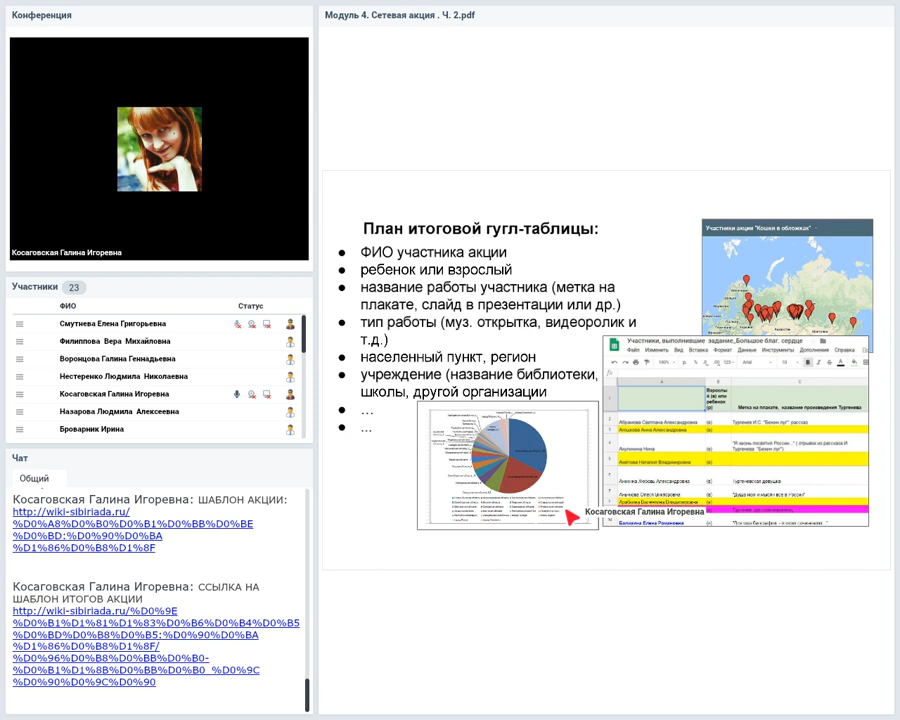 Конференция
Косаговская Галина Игоревна
Участники 23
ФИО Статус
Смутнева Елена Григорьевна
Филиппова Вера Михайловна
Воронцова Галина Геннадьевна
Нестеренко Людмила Николаевна
Косаговская Галина Игоревна
Назарова Людмила Алексеевна
Броварник Ирина
Чат
Общий
Косаговская Галина Игоревна: ШАБЛОН АКЦИИ:
http://wiki-sibiriada.ru/
%D0%A8%D0%B0%D0%B1%D0%BB%D0%BE
%D0%BD:%D0%90%D0%BA
%D1%86%D0%B8%D1%8F
Косаговская Галина Игоревна: ССЫЛКА НА
ШАБЛОН ИТОГОВ АКЦИИ
http://wiki-sibiriada.ru/%D0%9E
%D0%B1%D1%81%D1%83%D0%B6%D0%B4%D0%B5
%D0%BD%D0%B8%D0%B5:%D0%90%D0%BA
%D1%86%D0%B8%D1%8F/
%D0%96%D0%B8%D0%BB%D0%B0-
%D0%B1%D1%8B%D0%BB%D0%B0_%D0%9C
%D0%90%D0%9C%D0%90
Модуль 4. Сетевая акция . Ч. 2.pdf
План итоговой гугл-таблицы:
● ФИО участника акции
● ребенок или взрослый
● название работы участника (метка на
плакате, слайд в презентации или др.)
● тип работы (муз. открытка, видеоролик и
т.д.)
● населенный пункт, регион
● учреждение (название библиотеки,
школы, другой организации
● ...
● ...
Участники акции "Кошки в обложках"
Участники, выполнившие задание_Большое благ. сердце
Файл Изменить Вид Вставка Формат Данные Инструменты Дополнения Справка
Взрослы
й (в) или
ребенок
(р)
Метка на плакате, название произведения Тургенева
Косаговская Галина Игоревна